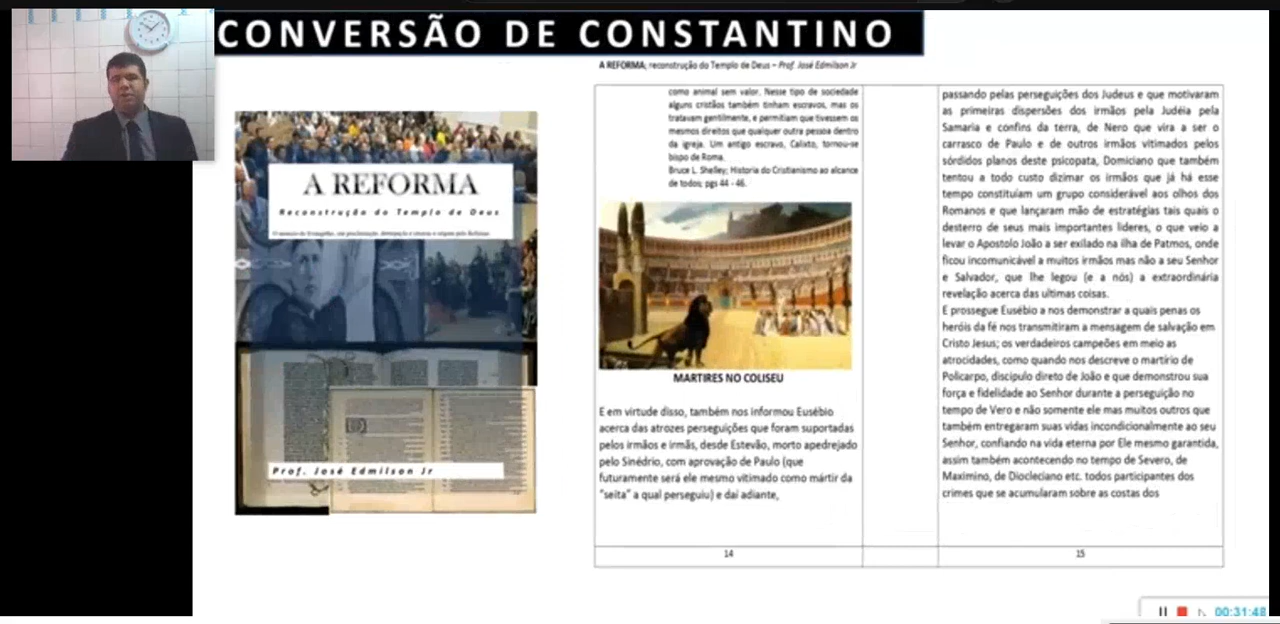 CONVERSÃO DE CONSTANTINO
A REFORMA; reconstrução do Templo de Deus – Prof. José Edmilson Jr
A REFORMA
Reconstrução do Templo de Deus
Prof. José Edmilson Jr
como animal sem valor. Nesse tipo de sociedade
alguns cristãos também tinham escravos, mas os
tratavam gentilmente, e permitiam que tivessem os
mesmos direitos que qualquer outra pessoa dentro
da igreja. Um antigo escravo, Calixto, tornou-se
bispo de Roma.
Bruce L. Shelley; Historia do Cristianismo ao alcance
de todos; pgs 44 - 46.
MARTIRES NO COLISEU
E em virtude disso, também nos informou Eusébio
acerca das atrozes perseguições que foram suportadas
pelos irmãos e irmãs, desde Estevão, morto apedrejado
pelo Sinédrio, com aprovação de Paulo (que
futuramente será ele mesmo vitimado como mártir da
"seita" a qual perseguiu) e daí adiante,
14
passando pelas perseguições dos Judeus e que motivaram
as primeiras dispersões dos irmãos pela Judéia pela
Samaria e confins da terra, de Nero que vira a ser o
carrasco de Paulo e de outros irmãos vitimados pelos
sórdidos planos deste psicopata, Domiciano que também
tentou a todo custo dizimar os irmãos que já há esse
tempo constituíam um grupo considerável aos olhos dos
Romanos e que lançaram mão de estratégias tais quais o
desterro de seus mais importantes lideres, o que veio a
levar o Apostolo João a ser exilado na ilha de Patmos, onde
ficou incomunicável a muitos irmãos mas não a seu Senhor
e Salvador, que lhe legou (e a nós) a extraordinária
revelação acerca das ultimas coisas.
E prossegue Eusébio a nos demonstrar a quais penas os
heróis da fé nos transmitiram a mensagem de salvação em
Cristo Jesus; os verdadeiros campeões em meio as
atrocidades, como quando nos descreve o martírio de
Policarpo, discipulo direto de João e que demonstrou sua
força e fidelidade ao Senhor durante a perseguição no
tempo de Vero e não somente ele mas muitos outros que
também entregaram suas vidas incondicionalmente ao seu
Senhor, confiando na vida eterna por Ele mesmo garantida,
assim também acontecendo no tempo de Severo, de
Maximino, de Diocleciano etc. todos participantes dos
crimes que se acumularam sobre as costas dos
15
00:31:48